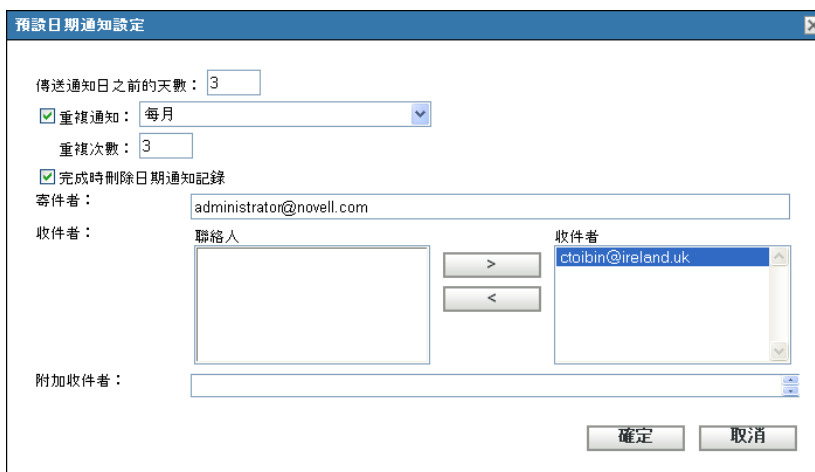 預設日期通知設定
傳送通知日之前的天數： 3
重複通知： 每月
重複次數： 3
完成時刪除日期通知記錄
寄件者： administrator@novell.com
收件者： 聯絡人 收件者
> ctoibin@ireland.uk
<
附加收件者：
確定 取消